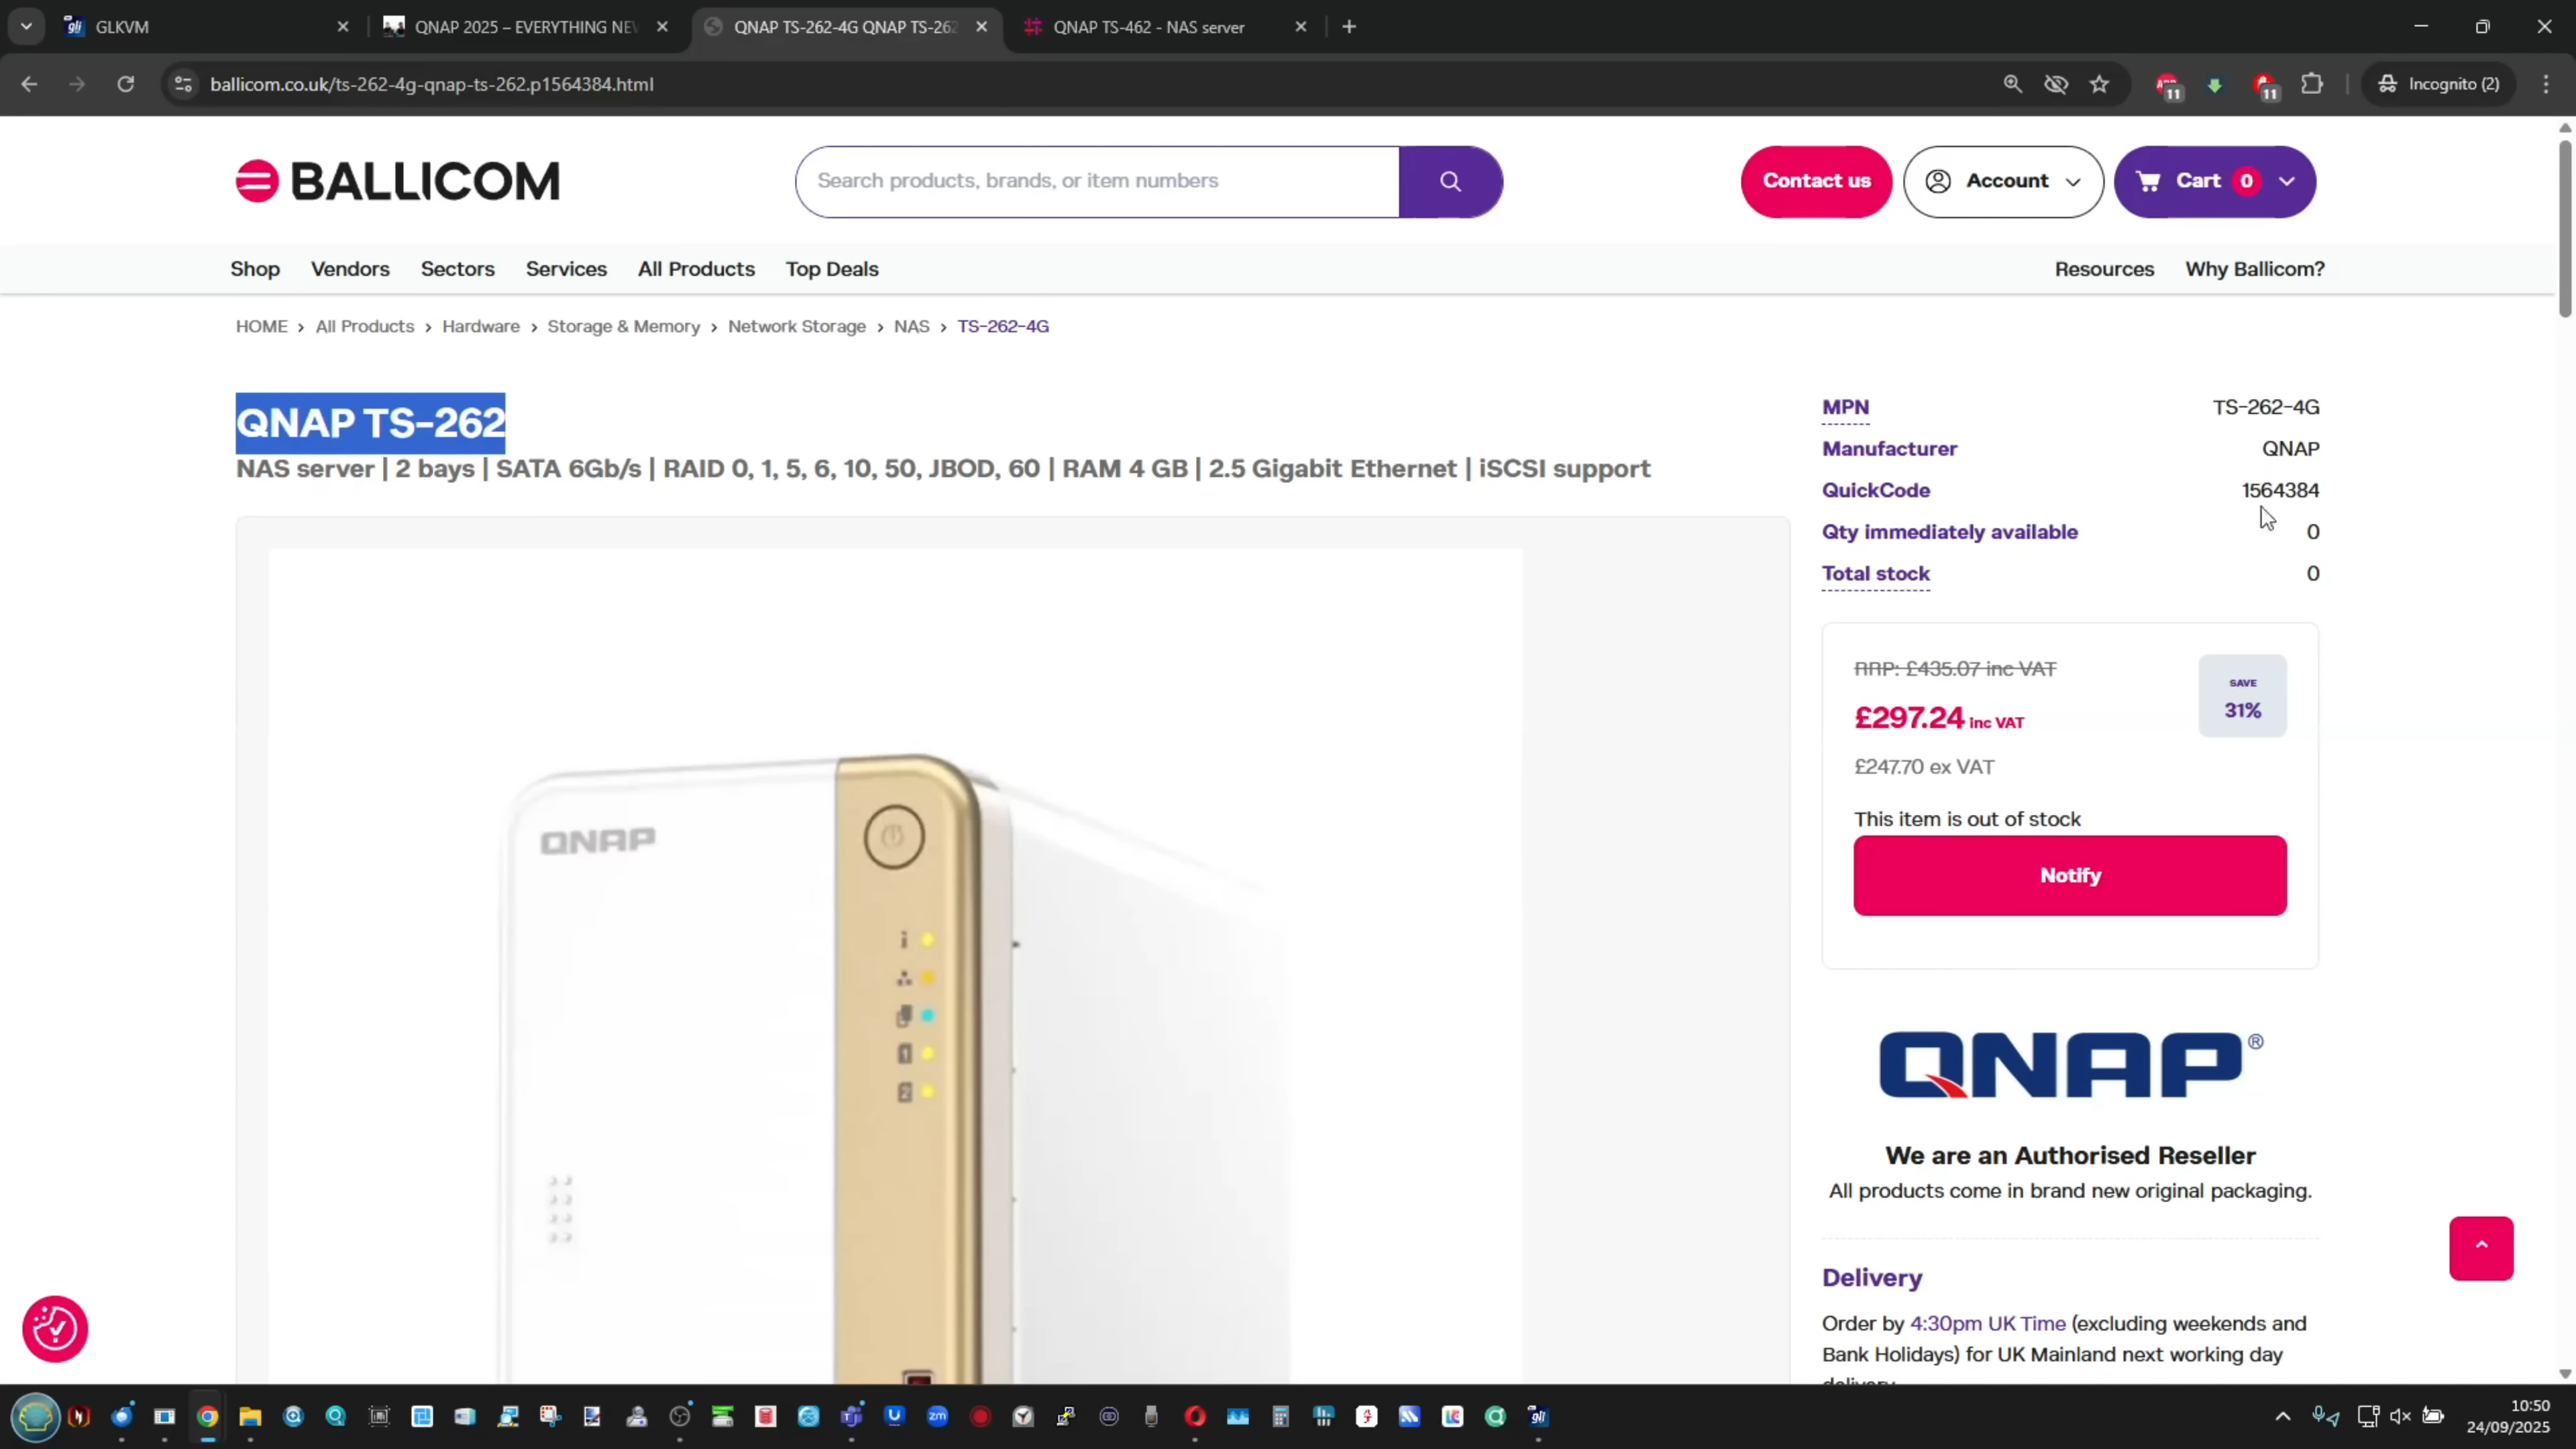 GLKVM
QNAP 2025 – EVERYTHING NEW
QNAP TS-262-4G QNAP TS-262
QNAP TS-462 - NAS server
ballicom.co.uk/ts-262-4g-qnap-ts-262.p1564384.html
11
11
Incognito (2)
BALLICOM
Search products, brands, or item numbers
Contact us
Account
Cart 0
Shop Vendors Sectors Services All Products Top Deals
Resources Why Ballicom?
HOME › All Products › Hardware › Storage & Memory › Network Storage › NAS › TS-262-4G
QNAP TS-262
NAS server | 2 bays | SATA 6Gb/s | RAID 0, 1, 5, 6, 10, 50, JBOD, 60 | RAM 4 GB | 2.5 Gigabit Ethernet | iSCSI support
MPN TS-262-4G
Manufacturer QNAP
QuickCode 1564384
Qty immediately available 0
Total stock 0
RRP: £435.07 inc VAT
SAVE
31%
£297.24 inc VAT
£247.70 ex VAT
This item is out of stock
Notify
QNAP
1
2
QNAP®
We are an Authorised Reseller
All products come in brand new original packaging.
Delivery
Order by 4:30pm UK Time (excluding weekends and
Bank Holidays) for UK Mainland next working day
delivery
10:50
24/09/2025